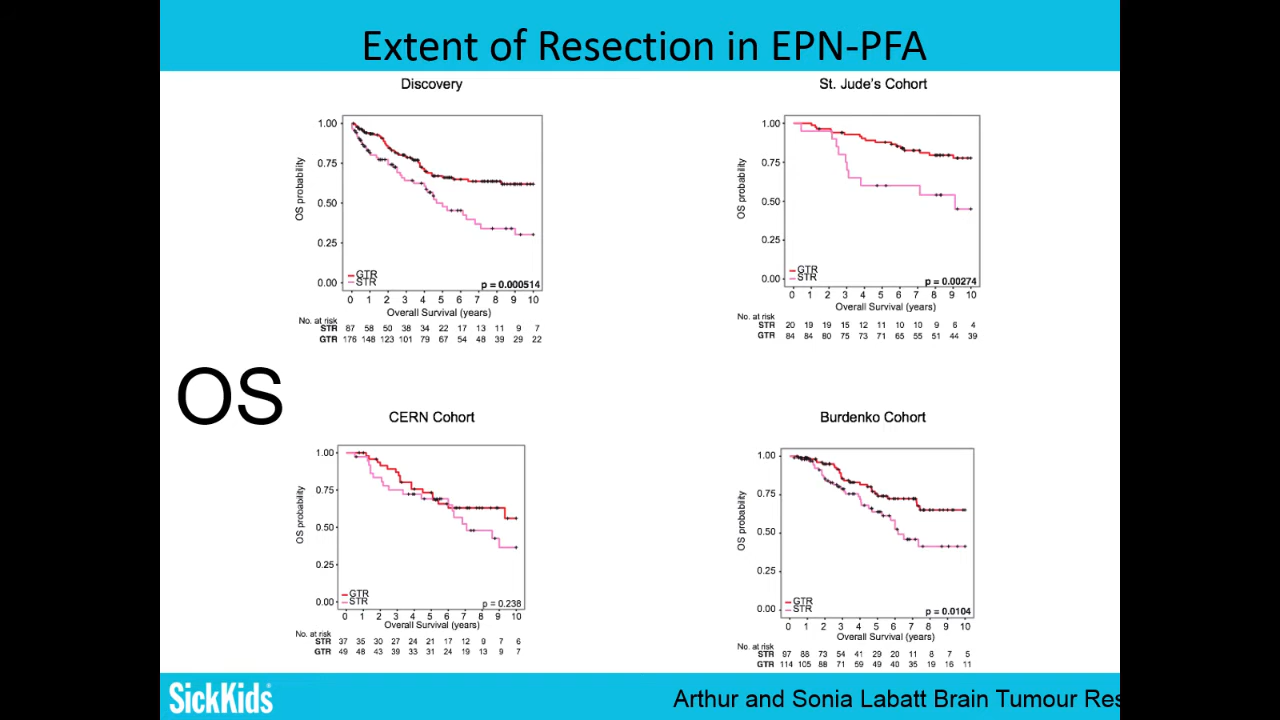 Extent of Resection in EPN-PFA
Discovery
OS probability
1.00
0.75
0.50
0.25
0.00
GTR
STR
p = 0.000514
0 1 2 3 4 5 6 7 8 9 10
Overall Survival (years)
No. at risk
STR 87 58 50 38 34 22 17 13 11 9 7
GTR 176 148 123 101 79 67 54 48 39 29 22
St. Jude's Cohort
OS probability
1.00
0.75
0.50
0.25
0.00
GTR
STR
p = 0.00274
0 1 2 3 4 5 6 7 8 9 10
Overall Survival (years)
No. at risk
STR 20 19 19 15 12 11 10 10 9 6 4
GTR 84 84 80 75 73 71 65 55 51 44 39
OS
CERN Cohort
OS probability
1.00
0.75
0.50
0.25
0.00
GTR
STR
p = 0.238
0 1 2 3 4 5 6 7 8 9 10
Overall Survival (years)
No. at risk
STR 37 35 30 27 24 21 17 12 9 7 6
GTR 49 48 43 39 33 31 24 19 13 9 7
Burdenko Cohort
OS probability
1.00
0.75
0.50
0.25
0.00
GTR
STR
p = 0.0104
0 1 2 3 4 5 6 7 8 9 10
Overall Survival (years)
No. at risk
STR 97 88 73 54 41 29 20 11 8 7 5
GTR 114 105 88 71 59 49 40 35 19 16 11
SickKids
Arthur and Sonia Labatt Brain Tumour Res